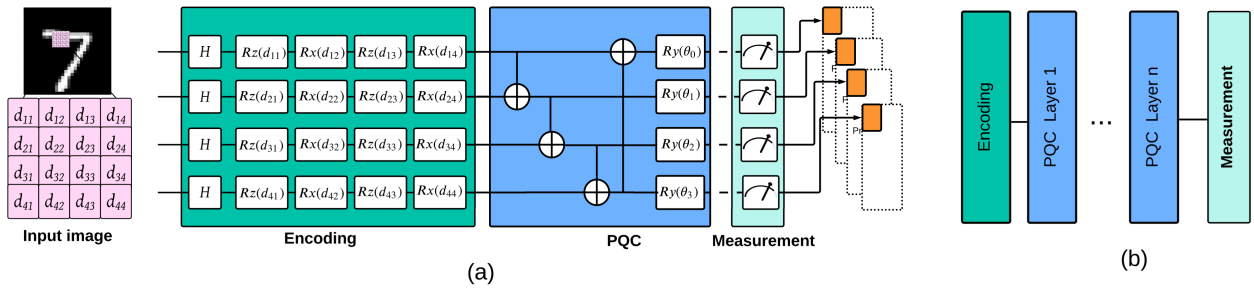 d₁₁ d₁₂ d₁₃ d₁₄
d₂₁ d₂₂ d₂₃ d₂₄
d₃₁ d₃₂ d₃₃ d₃₄
d₄₁ d₄₂ d₄₃ d₄₄
Input image
H Rz(d₁₁) Rx(d₁₂) Rz(d₁₃) Rx(d₁₄) Ry(θ₀)
H Rz(d₂₁) Rx(d₂₂) Rz(d₂₃) Rx(d₂₄) Ry(θ₁)
H Rz(d₃₁) Rx(d₃₂) Rz(d₃₃) Rx(d₃₄) Ry(θ₂)
H Rz(d₄₁) Rx(d₄₂) Rz(d₄₃) Rx(d₄₄) Ry(θ₃)
Encoding
PQC
Measurement
(a)
Encoding
PQC Layer 1
...
PQC Layer n
Measurement
(b)